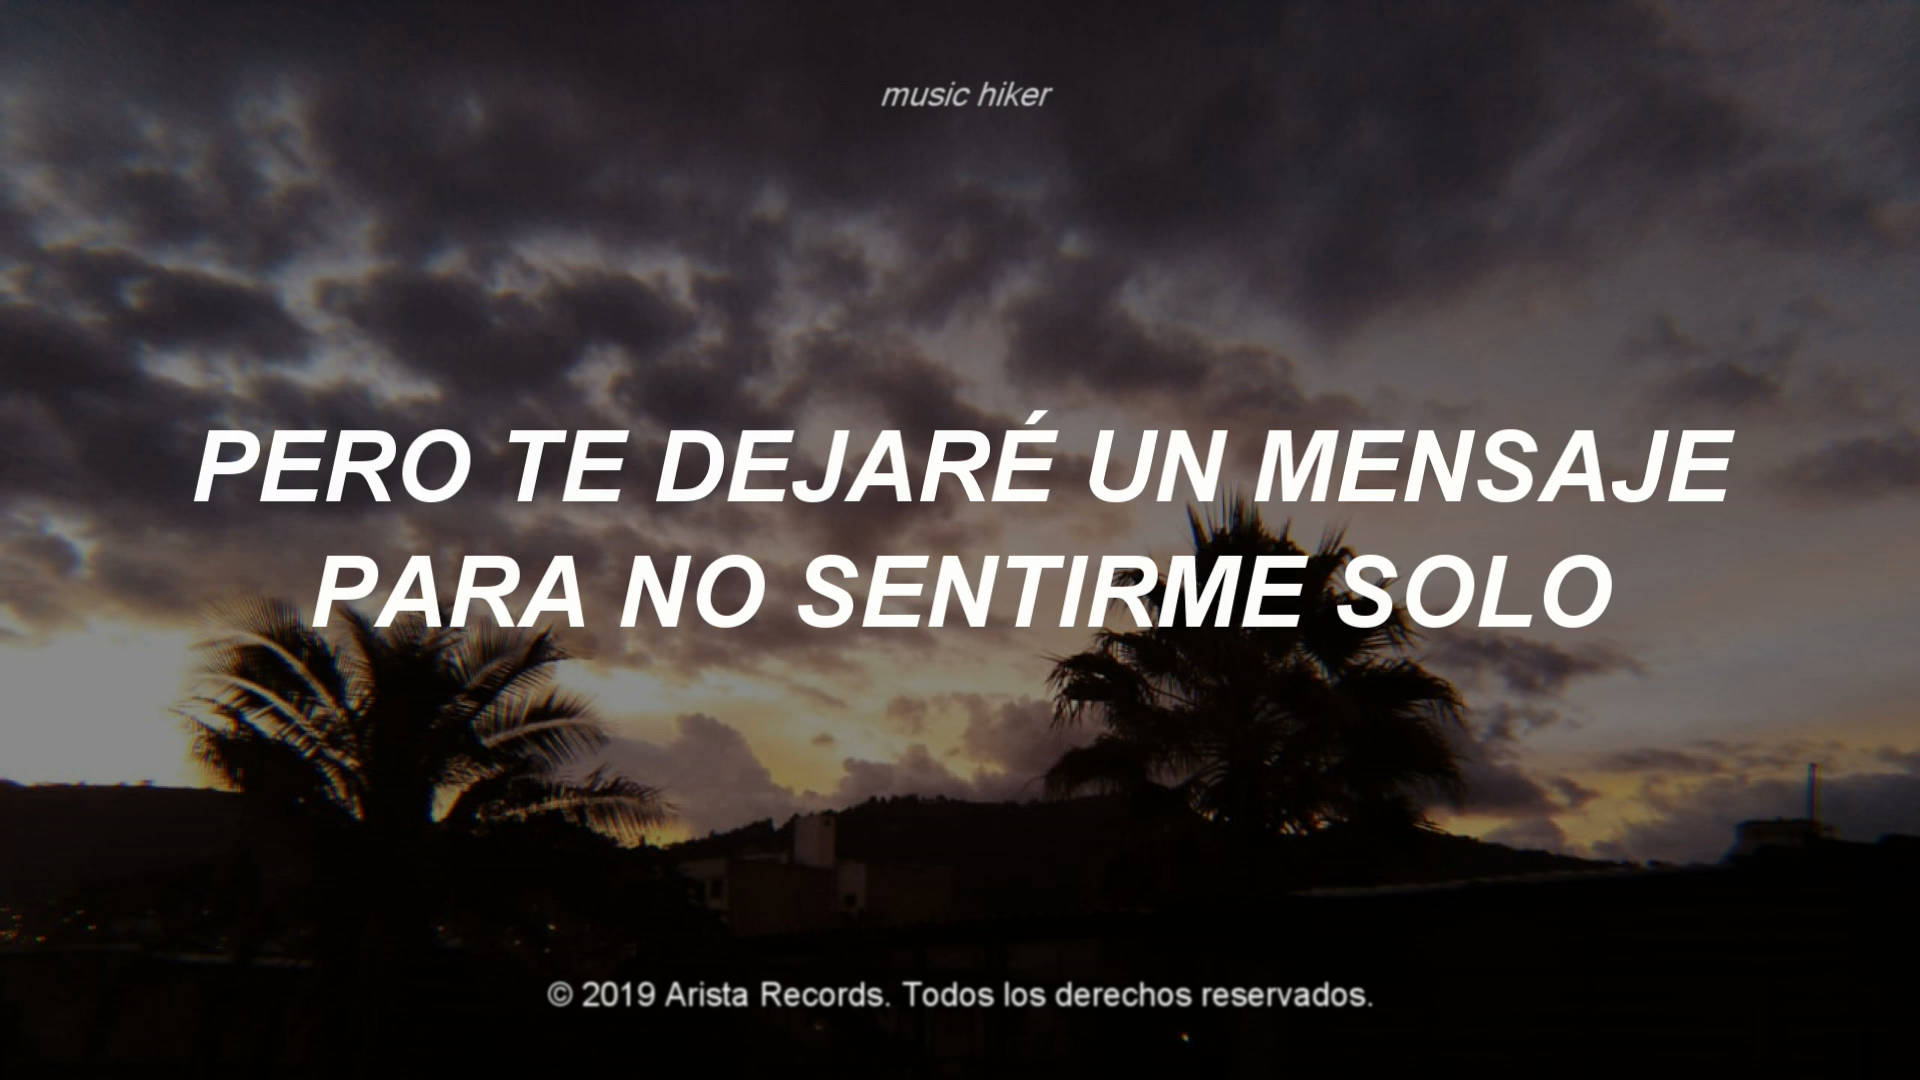 music hiker
PERO TE DEJARÉ UN MENSAJE
PARA NO SENTIRME SOLO
© 2019 Arista Records. Todos los derechos reservados.